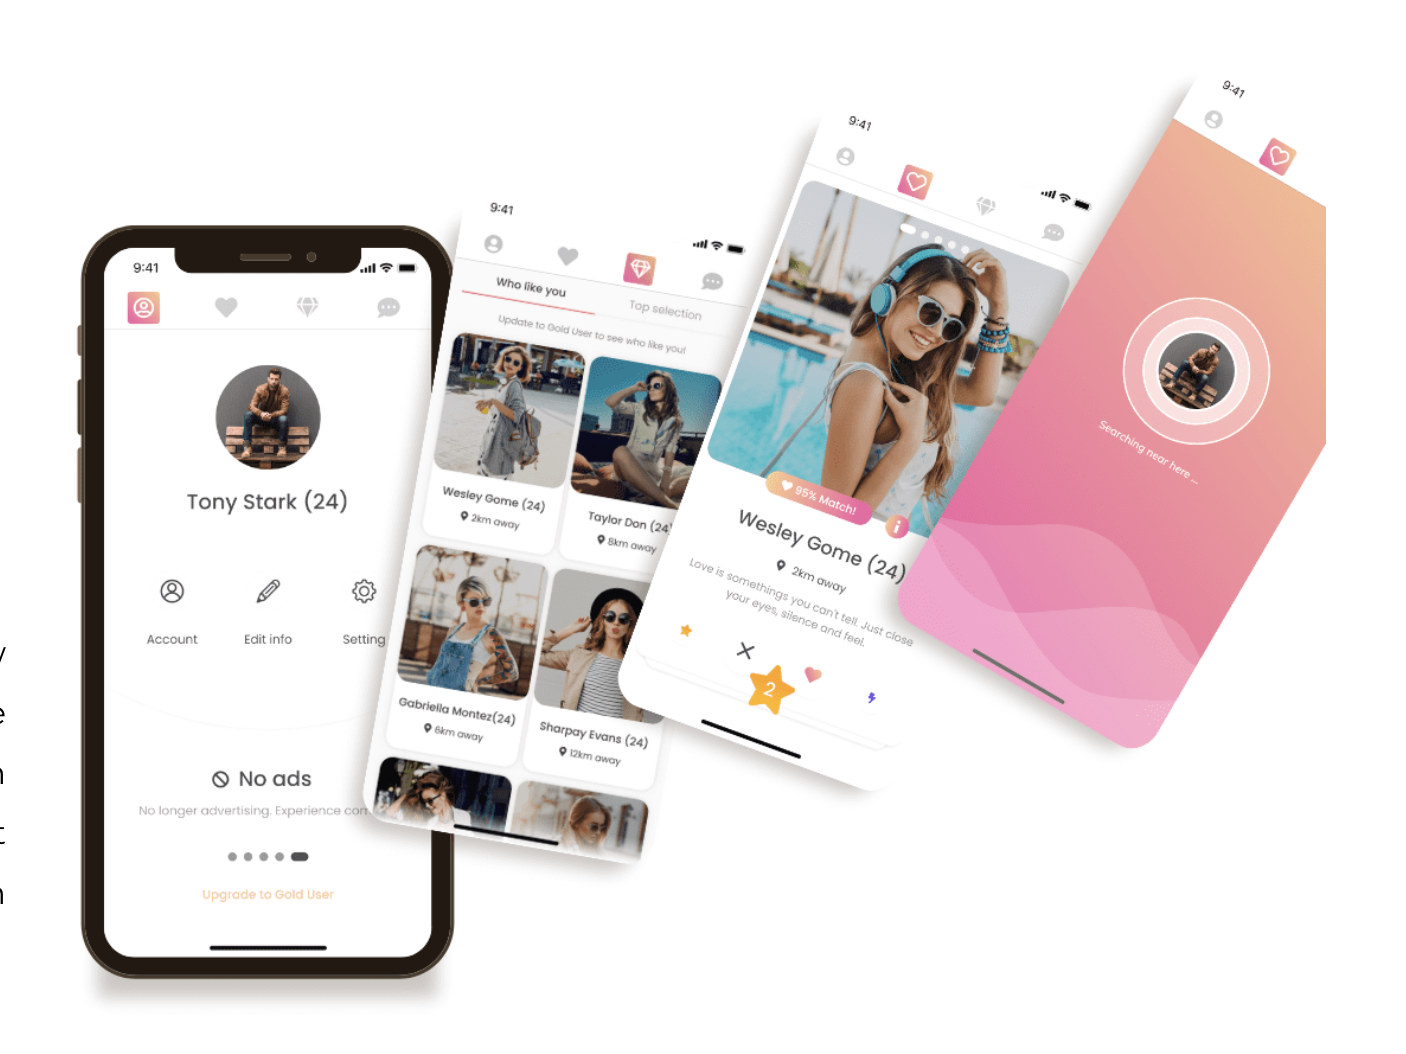 y
e
n
t
n
9:41
Tony Stark (24)
Account
Edit info
Setting
No ads
No longer advertising. Experience con
Upgrade to Gold User
9:41
Who like you
Top selection
Update to Gold User to see who like you!
Wesley Gome (24)
2km away
Taylor Don (24)
8km away
Gabriella Montez(24)
6km away
Sharpay Evans (24)
12km away
9:41
95% Match!
i
Wesley Gome (24)
2km away
Love is somethings you can't tell. Just close
your eyes, silence and feel.
2
9:41
Searching near here ...